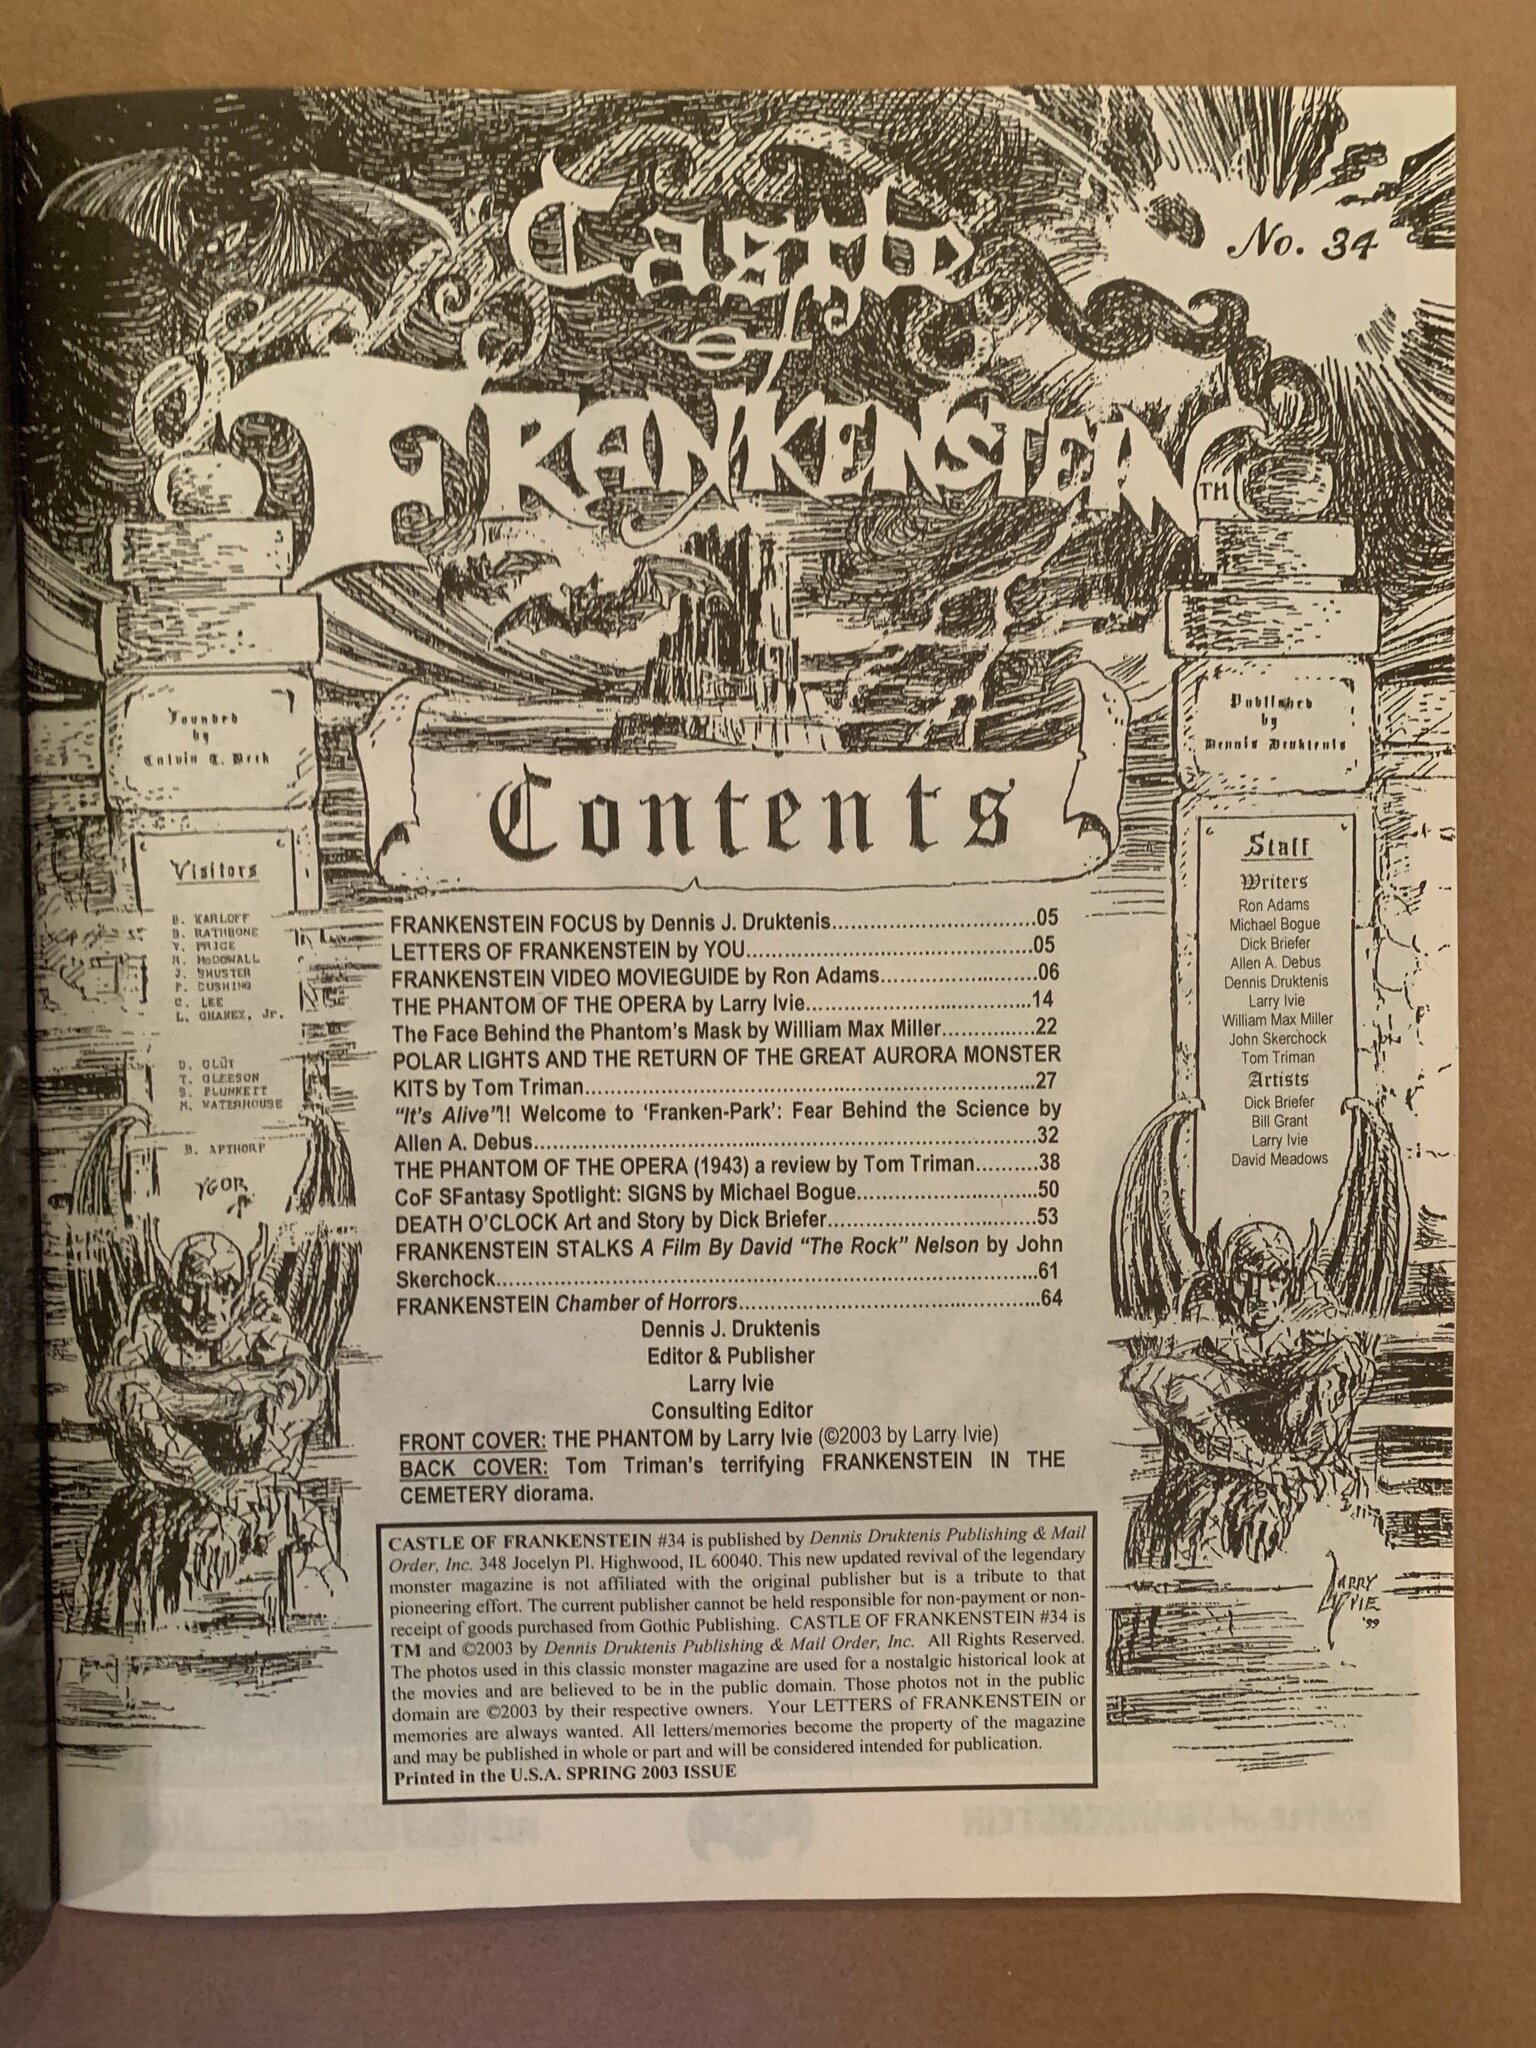 Castle
of
FRANKENSTEIN
TM
No. 34
Founded
by
Calvin T. Beck
Published
by
Dennis Druktenis
Contents
Visitors
B. KARLOFF
B. RATHBONE
V. PRICE
R. McDOWALL
J. SHUSTER
P. CUSHING
C. LEE
L. CHANEY, Jr.
D. GLUT
T. GLEESON
S. PLUNKETT
M. WATERHOUSE
B. APTHORP
YGOR
FRANKENSTEIN FOCUS by Dennis J. Druktenis..............................05
LETTERS OF FRANKENSTEIN by YOU..............................05
FRANKENSTEIN VIDEO MOVIEGUIDE by Ron Adams....................06
THE PHANTOM OF THE OPERA by Larry Ivie..............................14
The Face Behind the Phantom's Mask by William Max Miller...............22
POLAR LIGHTS AND THE RETURN OF THE GREAT AURORA MONSTER
KITS by Tom Triman..............................27
“It's Alive”!! Welcome to ‘Franken-Park’: Fear Behind the Science by
Allen A. Debus..............................32
THE PHANTOM OF THE OPERA (1943) a review by Tom Triman..........38
CoF SFantasy Spotlight: SIGNS by Michael Bogue..............................50
DEATH O'CLOCK Art and Story by Dick Briefer..............................53
FRANKENSTEIN STALKS A Film By David “The Rock” Nelson by John
Skerchock..............................61
FRANKENSTEIN Chamber of Horrors..............................64
Dennis J. Druktenis
Editor & Publisher
Larry Ivie
Consulting Editor
FRONT COVER: THE PHANTOM by Larry Ivie (©2003 by Larry Ivie)
BACK COVER: Tom Triman's terrifying FRANKENSTEIN IN THE
CEMETERY diorama.
Staff
Writers
Ron Adams
Michael Bogue
Dick Briefer
Allen A. Debus
Dennis Druktenis
Larry Ivie
William Max Miller
John Skerchock
Tom Triman
Artists
Dick Briefer
Bill Grant
Larry Ivie
David Meadows
LARRY
IVIE
'99
CASTLE OF FRANKENSTEIN #34 is published by Dennis Druktenis Publishing & Mail
Order, Inc. 348 Jocelyn Pl. Highwood, IL 60040. This new updated revival of the legendary
monster magazine is not affiliated with the original publisher but is a tribute to that
pioneering effort. The current publisher cannot be held responsible for non-payment or non-
receipt of goods purchased from Gothic Publishing. CASTLE OF FRANKENSTEIN #34 is
TM and ©2003 by Dennis Druktenis Publishing & Mail Order, Inc. All Rights Reserved.
The photos used in this classic monster magazine are used for a nostalgic historical look at
the movies and are believed to be in the public domain. Those photos not in the public
domain are ©2003 by their respective owners. Your LETTERS of FRANKENSTEIN or
memories are always wanted. All letters/memories become the property of the magazine
and may be published in whole or part and will be considered intended for publication.
Printed in the U.S.A. SPRING 2003 ISSUE